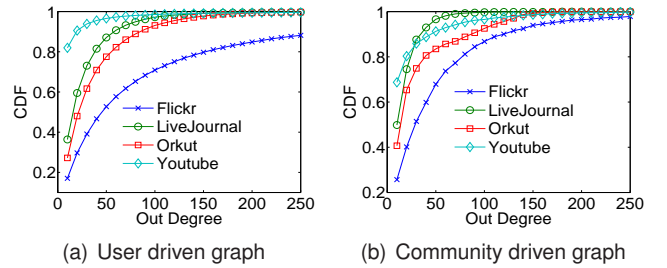 1
0.8
0.6
0.4
0.2
CDF
0 50 100 150 200 250
Out Degree
Flickr
LiveJournal
Orkut
Youtube
(a) User driven graph
1
0.8
0.6
0.4
0.2
CDF
0 50 100 150 200 250
Out Degree
Flickr
LiveJournal
Orkut
Youtube
(b) Community driven graph